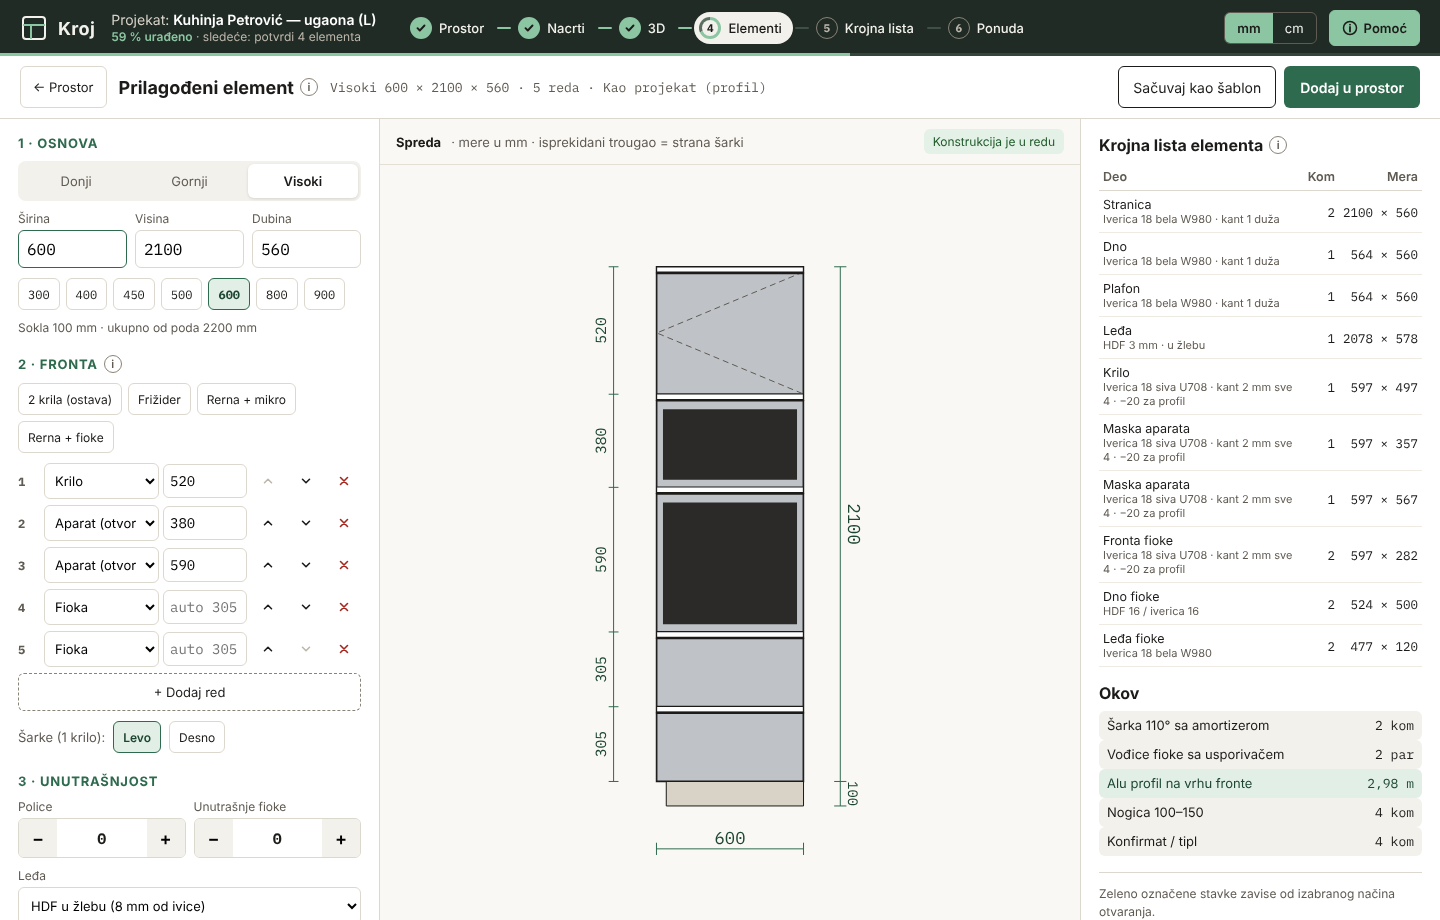 Kroj
Projekat: Kuhinja Petrović — ugaona (L)
59 % urađeno · sledeće: potvrdi 4 elementa
Prostor
Nacrti
3D
4 Elementi
5 Krojna lista
6 Ponuda
mm cm
Pomoć
← Prostor
Prilagođeni element i
Visoki 600 × 2100 × 560 · 5 reda · Kao projekat (profil)
Sačuvaj kao šablon
Dodaj u prostor
1 · OSNOVA
Donji Gornji Visoki
Širina Visina Dubina
600 2100 560
300 400 450 500 600 800 900
Sokla 100 mm · ukupno od poda 2200 mm
2 · FRONTA i
2 krila (ostava) Frižider Rerna + mikro
Rerna + fioke
1 Krilo 520
2 Aparat (otvor 380
3 Aparat (otvor 590
4 Fioka auto 305
5 Fioka auto 305
+ Dodaj red
Šarke (1 krilo): Levo Desno
3 · UNUTRAŠNJOST
Police Unutrašnje fioke
− 0 + − 0 +
Leđa
HDF u žlebu (8 mm od ivice)
Spreda · mere u mm · isprekidani trougao = strana šarki
Konstrukcija je u redu
520
380
590
305
305
2100
100
600
Krojna lista elementa i
Deo Kom Mera
Stranica 2 2100 × 560
Iverica 18 bela W980 · kant 1 duža
Dno 1 564 × 560
Iverica 18 bela W980 · kant 1 duža
Plafon 1 564 × 560
Iverica 18 bela W980 · kant 1 duža
Leđa 1 2078 × 578
HDF 3 mm · u žlebu
Krilo 1 597 × 497
Iverica 18 siva U708 · kant 2 mm sve
4 · −20 za profil
Maska aparata 1 597 × 357
Iverica 18 siva U708 · kant 2 mm sve
4 · −20 za profil
Maska aparata 1 597 × 567
Iverica 18 siva U708 · kant 2 mm sve
4 · −20 za profil
Fronta fioke 2 597 × 282
Iverica 18 siva U708 · kant 2 mm sve
4 · −20 za profil
Dno fioke 2 524 × 500
HDF 16 / iverica 16
Leđa fioke 2 477 × 120
Iverica 18 bela W980
Okov
Šarka 110° sa amortizerom 2 kom
Vođice fioke sa usporivačem 2 par
Alu profil na vrhu fronte 2,98 m
Nogica 100–150 4 kom
Konfirmat / tipl 4 kom
Zeleno označene stavke zavise od izabranog načina
otvaranja.